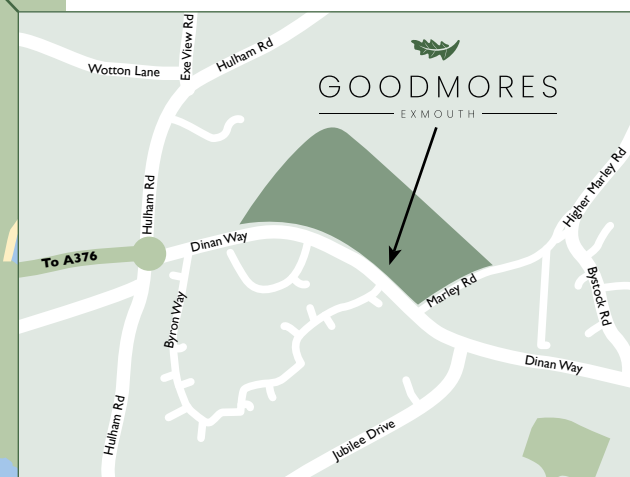 Exe View Rd
Hulham Rd
Wotton Lane
GOODMORES
EXMOUTH
Hulham Rd
Higher Marley Rd
Dinan Way
To A376
Marley Rd
Bystock Rd
Byron Way
Dinan Way
Hulham Rd
Jubilee Drive